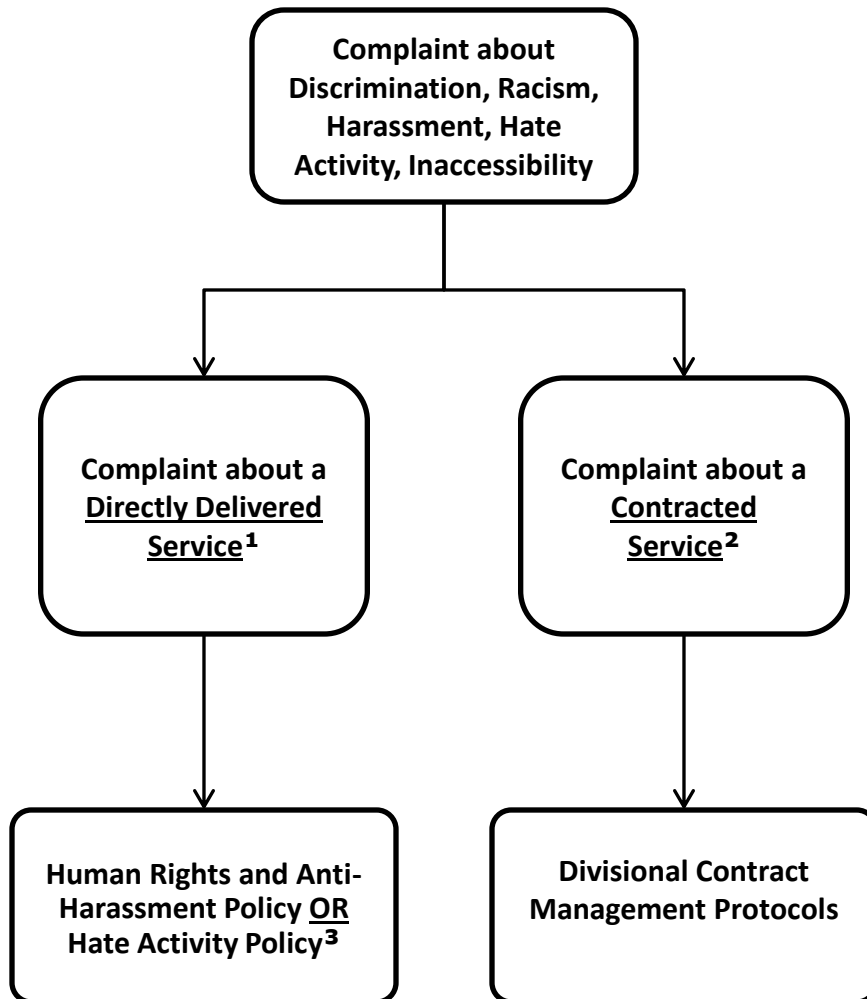 Complaint about
Discrimination, Racism,
Harassment, Hate
Activity, Inaccessibility
Complaint about a
Directly Delivered
Service¹
Complaint about a
Contracted
Service²
Human Rights and Anti-
Harassment Policy OR
Hate Activity Policy³
Divisional Contract
Management Protocols